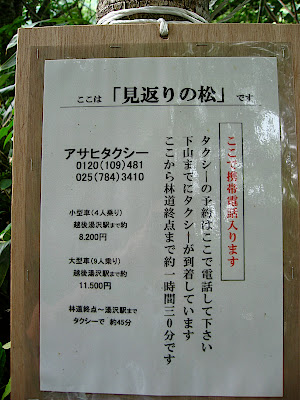 ここは「見返りの松」です
ここで携帯電話入ります
タクシーの予約はここで電話して下さい
下山までにタクシーが到着しています
ここから林道終点まで約一時間三0分です
アサヒタクシー
0120(109)481
025(784)3410
小型車(4人乗り)
越後湯沢駅まで約
8.200円
大型車(9人乗り)
越後湯沢駅まで約
11.500円
林道終点～湯沢駅まで
タクシーで 約45分